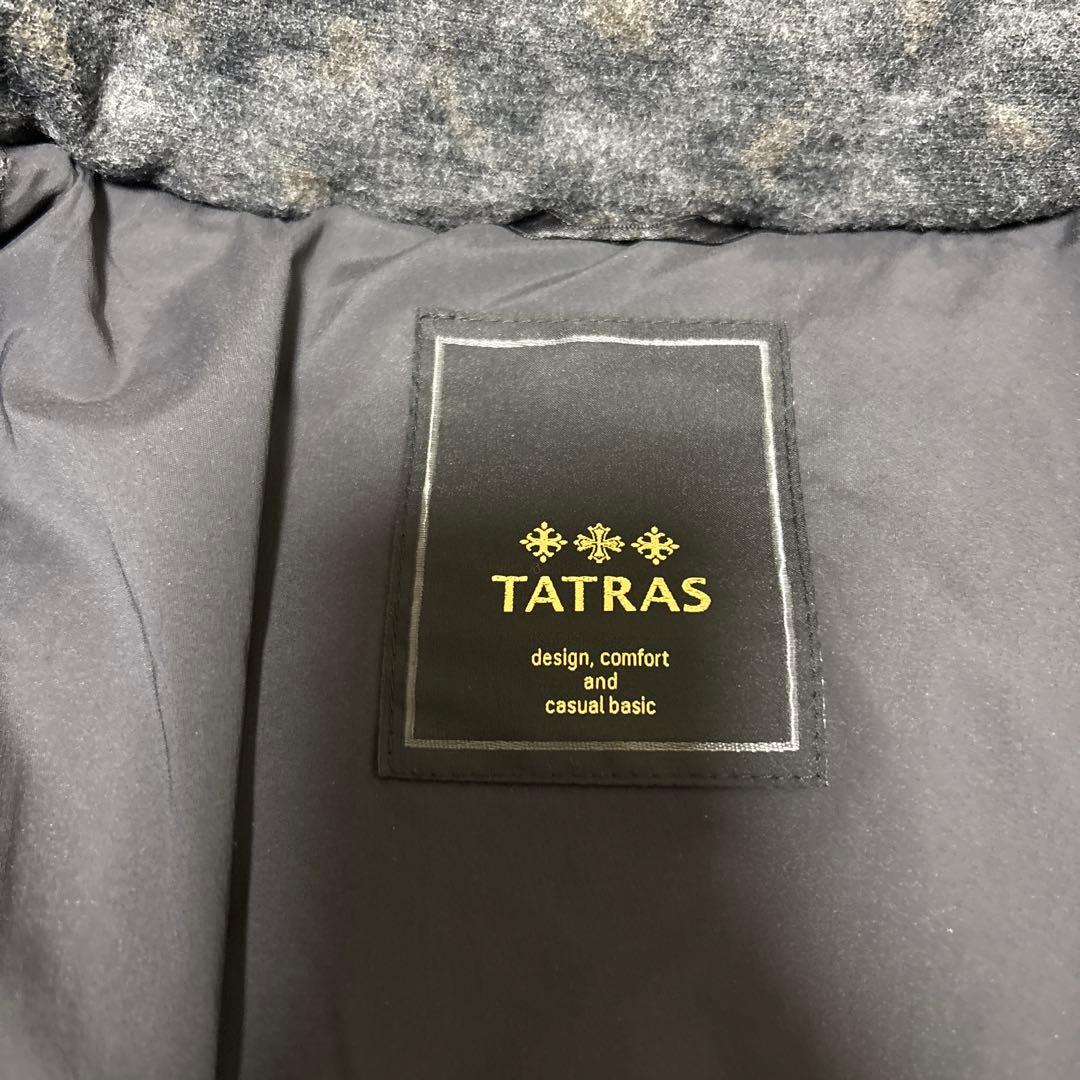 TATRAS
design, comfort
and
casual basic